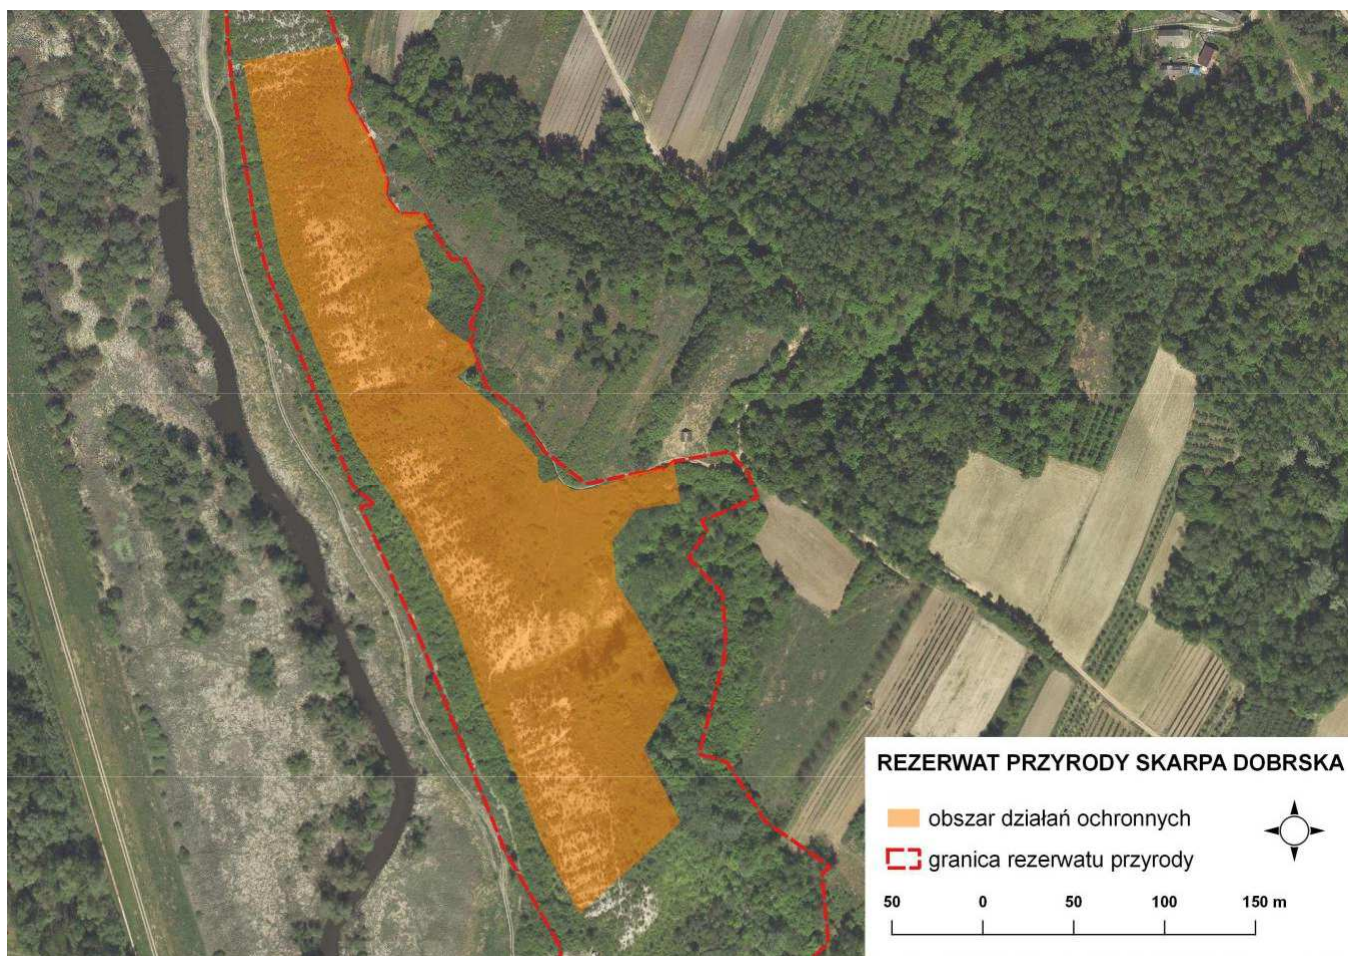 REZERWAT PRZYRODY SKARPA DOBRSKA
obszar działań ochronnych
granica rezerwatu przyrody
50 0 50 100 150 m